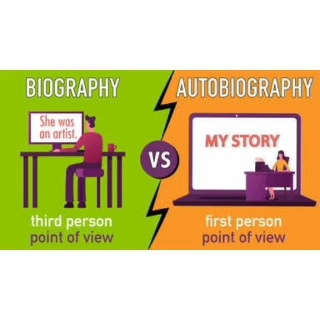 BIOGRAPHY
She was
an artist.
third person
point of view
VS
AUTOBIOGRAPHY
MY STORY
first person
point of view